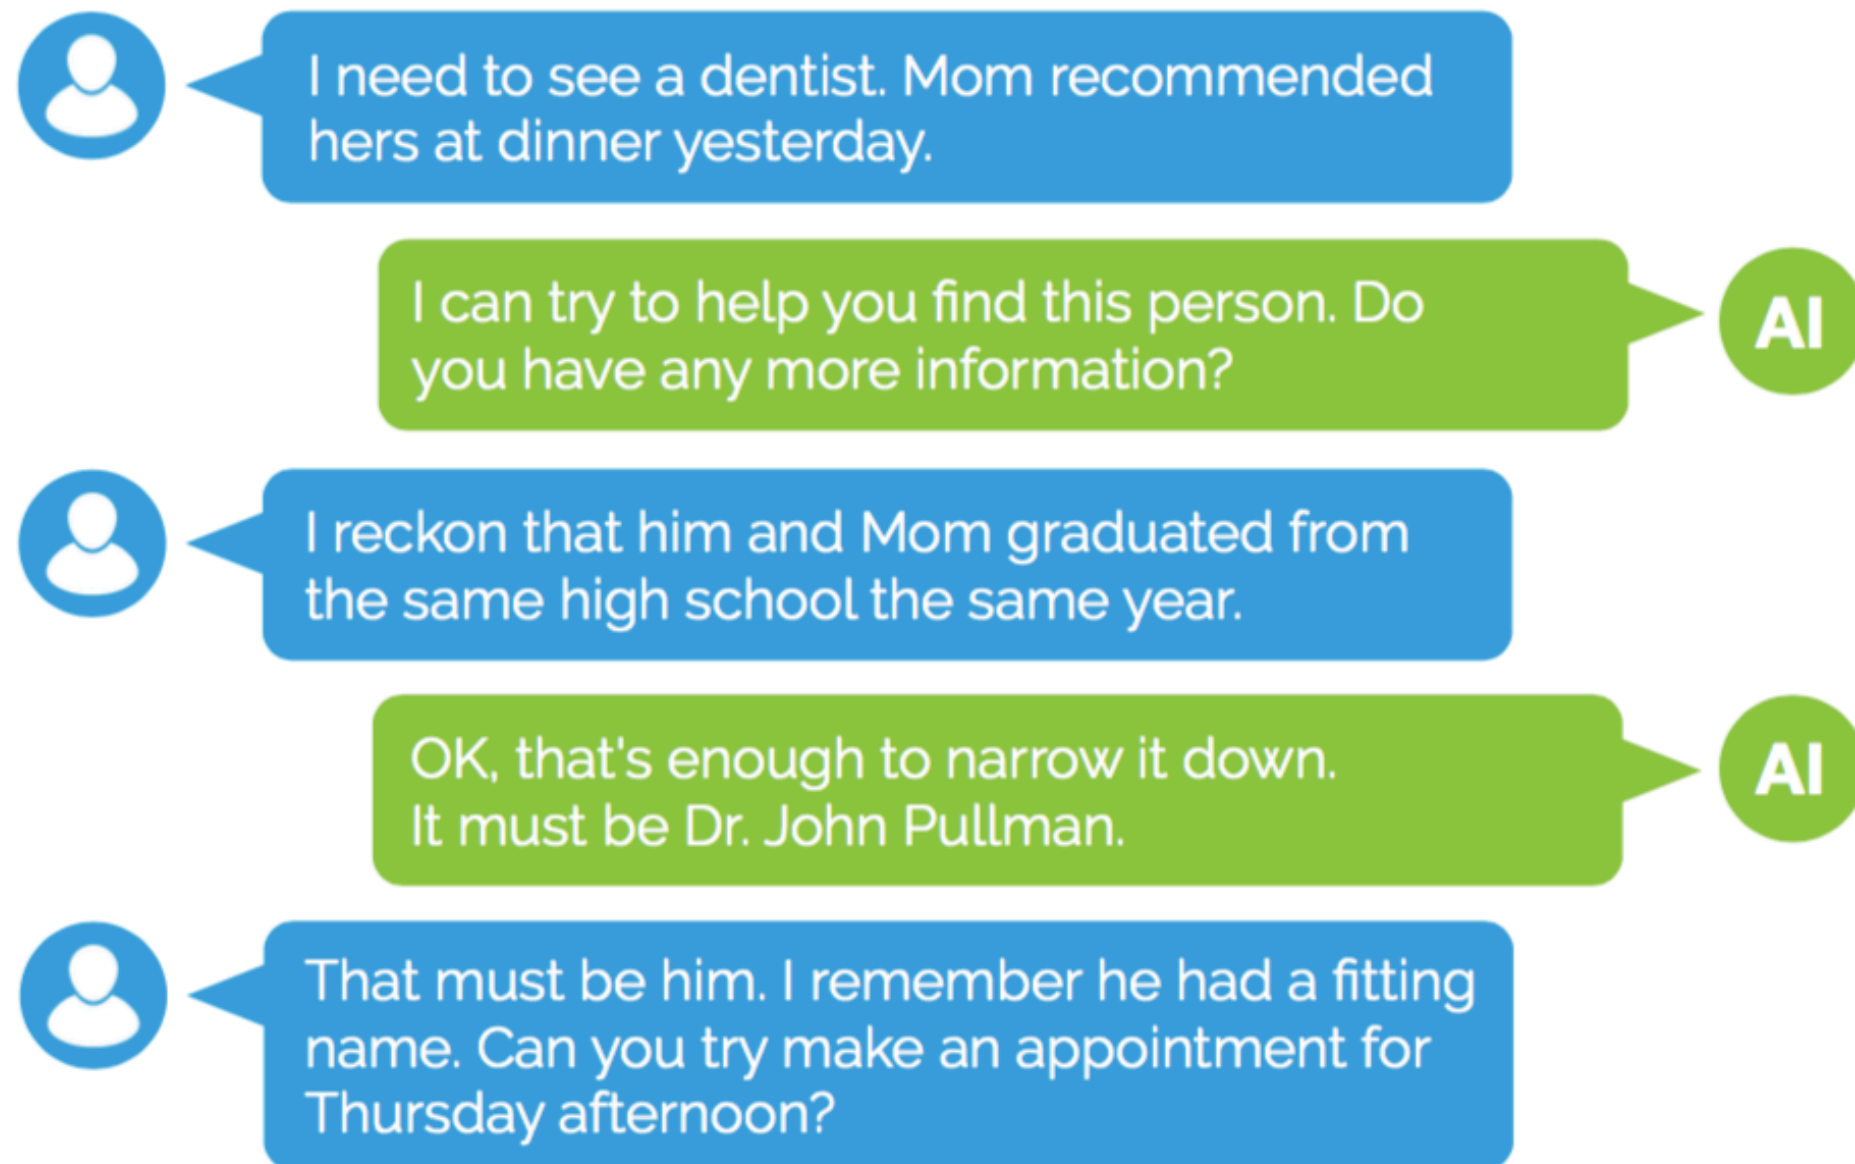 I need to see a dentist. Mom recommended
hers at dinner yesterday.
I can try to help you find this person. Do
you have any more information?
AI
I reckon that him and Mom graduated from
the same high school the same year.
OK, that's enough to narrow it down.
It must be Dr. John Pullman.
AI
That must be him. I remember he had a fitting
name. Can you try make an appointment for
Thursday afternoon?